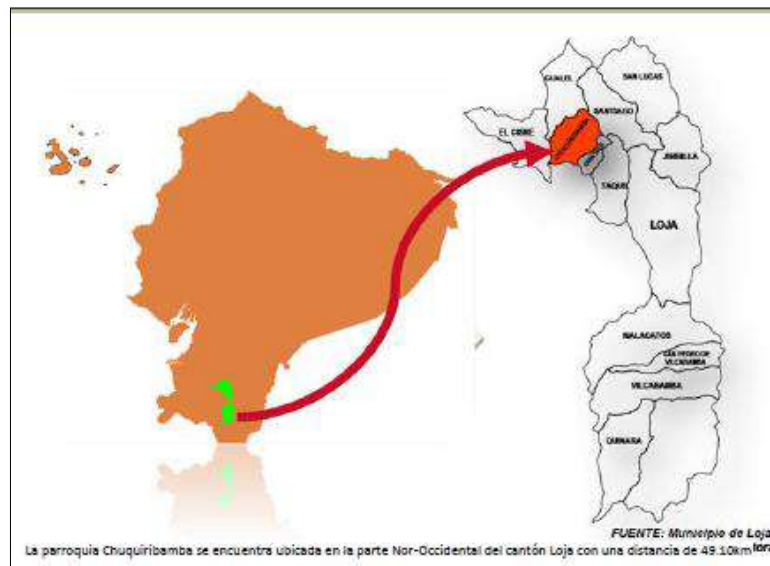 GUALEL
SAN LUCAS
SANTIAGO
EL CISNE
JIMBILLA
TAQUIL
LOJA
MALACATOS
SAN PEDRO DE
VILCABAMBA
VILCABAMBA
QUINARA
FUENTE: Municipio de Loja
La parroquia Chuquiribamba se encuentra ubicada en la parte Nor-Occidental del cantón Loja con una distancia de 49.10km